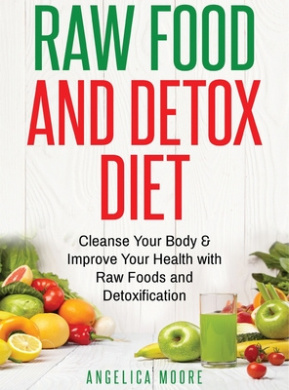 RAW FOOD
AND DETOX
DIET
Cleanse Your Body &
Improve Your Health with
Raw Foods and
Detoxification
ANGELICA MOORE